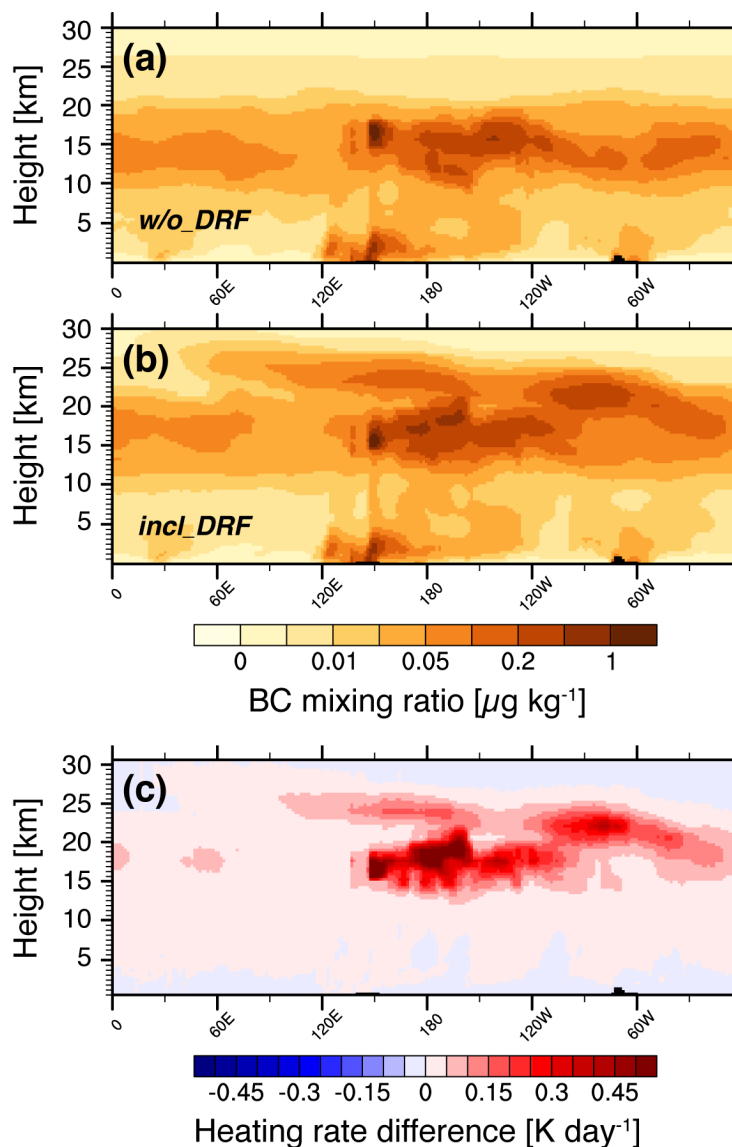 (a)
30
25
20
15
10
5
Height [km]
w/o_DRF
0 60E 120E 180 120W 60W
(b)
30
25
20
15
10
5
Height [km]
incl_DRF
0 60E 120E 180 120W 60W
0 0.01 0.05 0.2 1
BC mixing ratio [µg kg⁻¹]
(c)
30
25
20
15
10
5
Height [km]
0 60E 120E 180 120W 60W
-0.45 -0.3 -0.15 0 0.15 0.3 0.45
Heating rate difference [K day⁻¹]